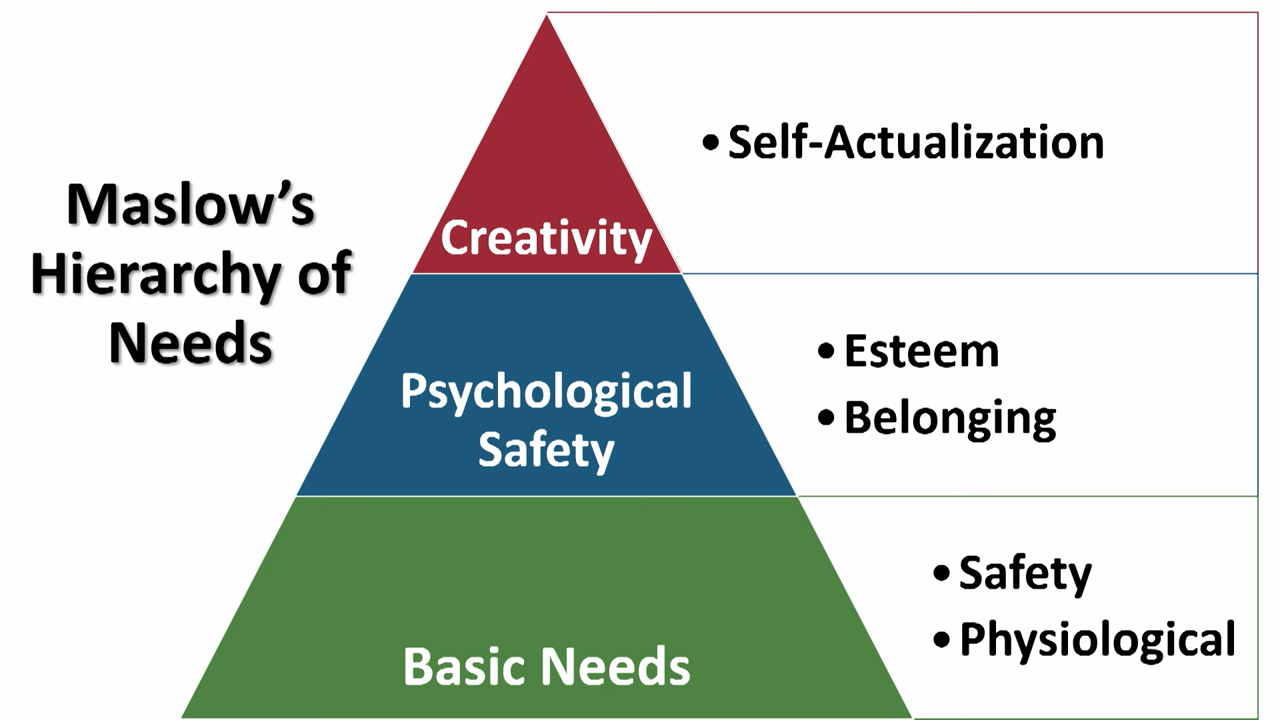 Maslow’s
Hierarchy of
Needs
Creativity
• Self-Actualization
Psychological
Safety
• Esteem
• Belonging
Basic Needs
• Safety
• Physiological